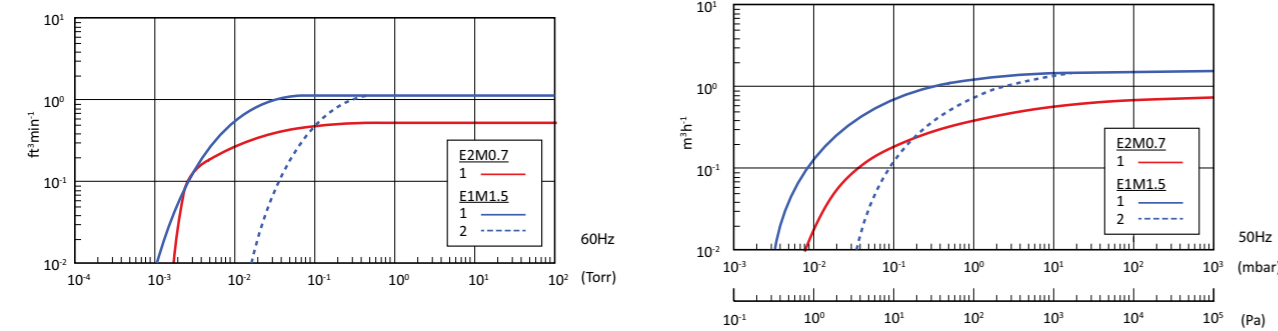 10¹
10⁰
10⁻¹
10⁻²
ft³min⁻¹
E2M0.7
1
E1M1.5
1
2
60Hz
10⁻⁴ 10⁻³ 10⁻² 10⁻¹ 10⁰ 10¹ 10² (Torr)
10¹
10⁰
10⁻¹
10⁻²
m³h⁻¹
E2M0.7
1
E1M1.5
1
2
50Hz
10⁻³ 10⁻² 10⁻¹ 10⁰ 10¹ 10² 10³ (mbar)
10⁻¹ 10⁰ 10¹ 10² 10³ 10⁴ 10⁵ (Pa)